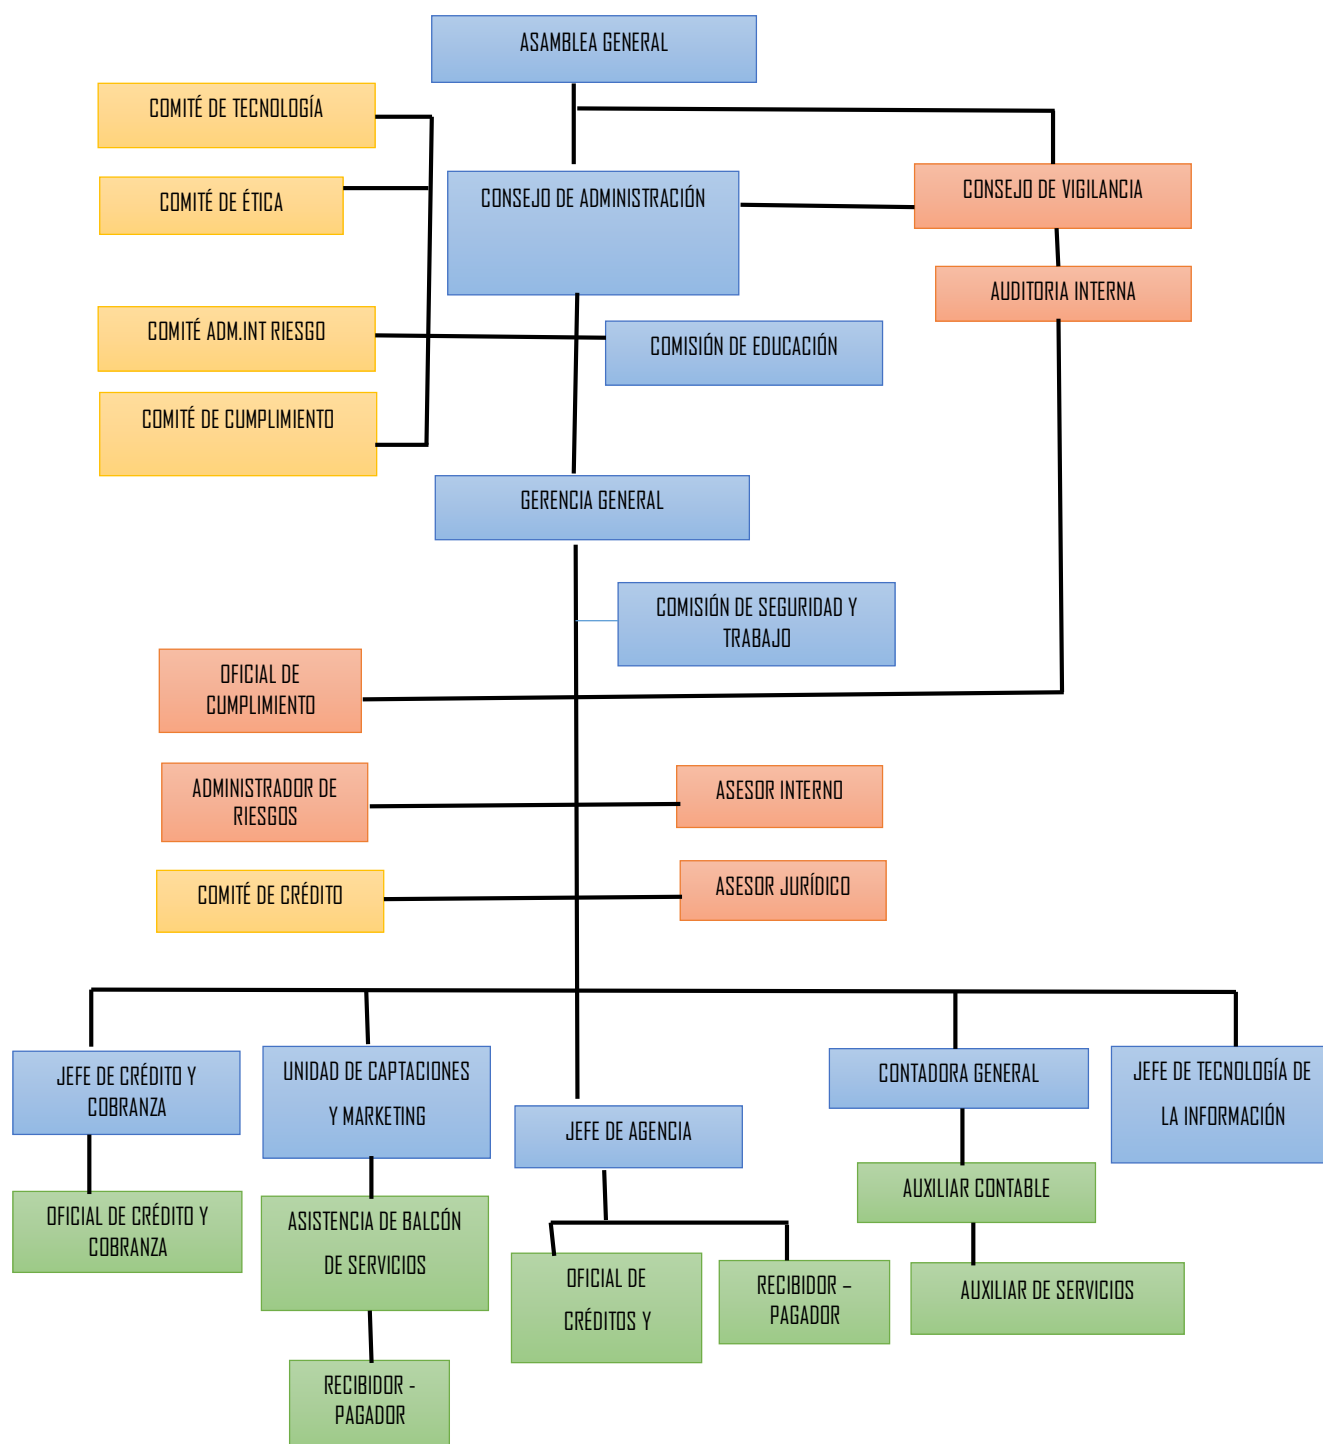 ASAMBLEA GENERAL
COMITÉ DE TECNOLOGÍA
COMITÉ DE ÉTICA
CONSEJO DE ADMINISTRACIÓN
CONSEJO DE VIGILANCIA
AUDITORIA INTERNA
COMITÉ ADM.INT RIESGO
COMISIÓN DE EDUCACIÓN
COMITÉ DE CUMPLIMIENTO
GERENCIA GENERAL
COMISIÓN DE SEGURIDAD Y
TRABAJO
OFICIAL DE
CUMPLIMIENTO
ADMINISTRADOR DE
RIESGOS
ASESOR INTERNO
COMITÉ DE CRÉDITO
ASESOR JURÍDICO
JEFE DE CRÉDITO Y
COBRANZA
UNIDAD DE CAPTACIONES
Y MARKETING
JEFE DE AGENCIA
CONTADORA GENERAL
JEFE DE TECNOLOGÍA DE
LA INFORMACIÓN
OFICIAL DE CRÉDITO Y
COBRANZA
ASISTENCIA DE BALCÓN
DE SERVICIOS
OFICIAL DE
CRÉDITOS Y
RECIBIDOR –
PAGADOR
AUXILIAR CONTABLE
AUXILIAR DE SERVICIOS
RECIBIDOR -
PAGADOR